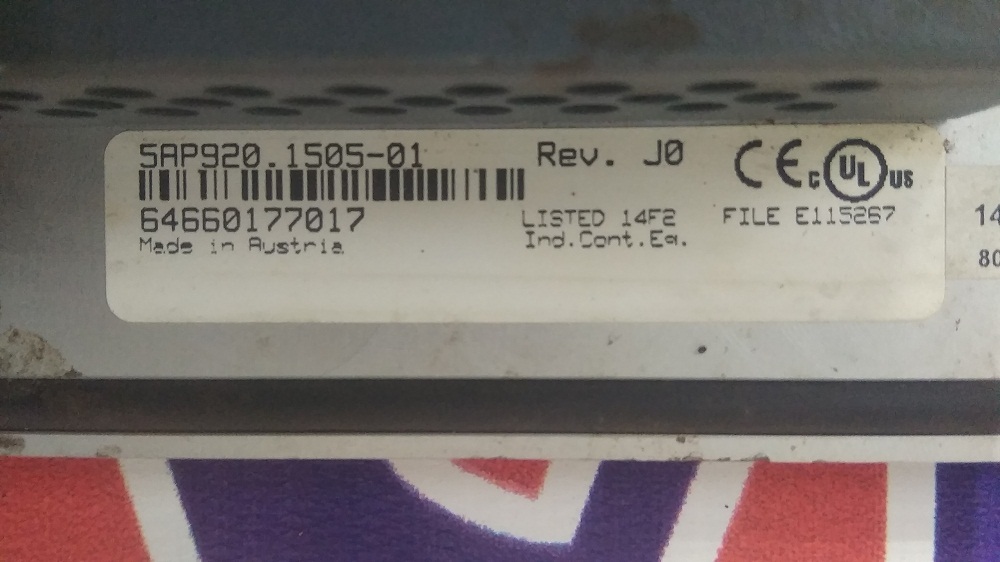 5AP920.1505-01
Rev. J0
CE
c UL us
64660177017
LISTED 14F2
FILE E115267
Made in Austria
Ind.Cont.Eq.
14
80